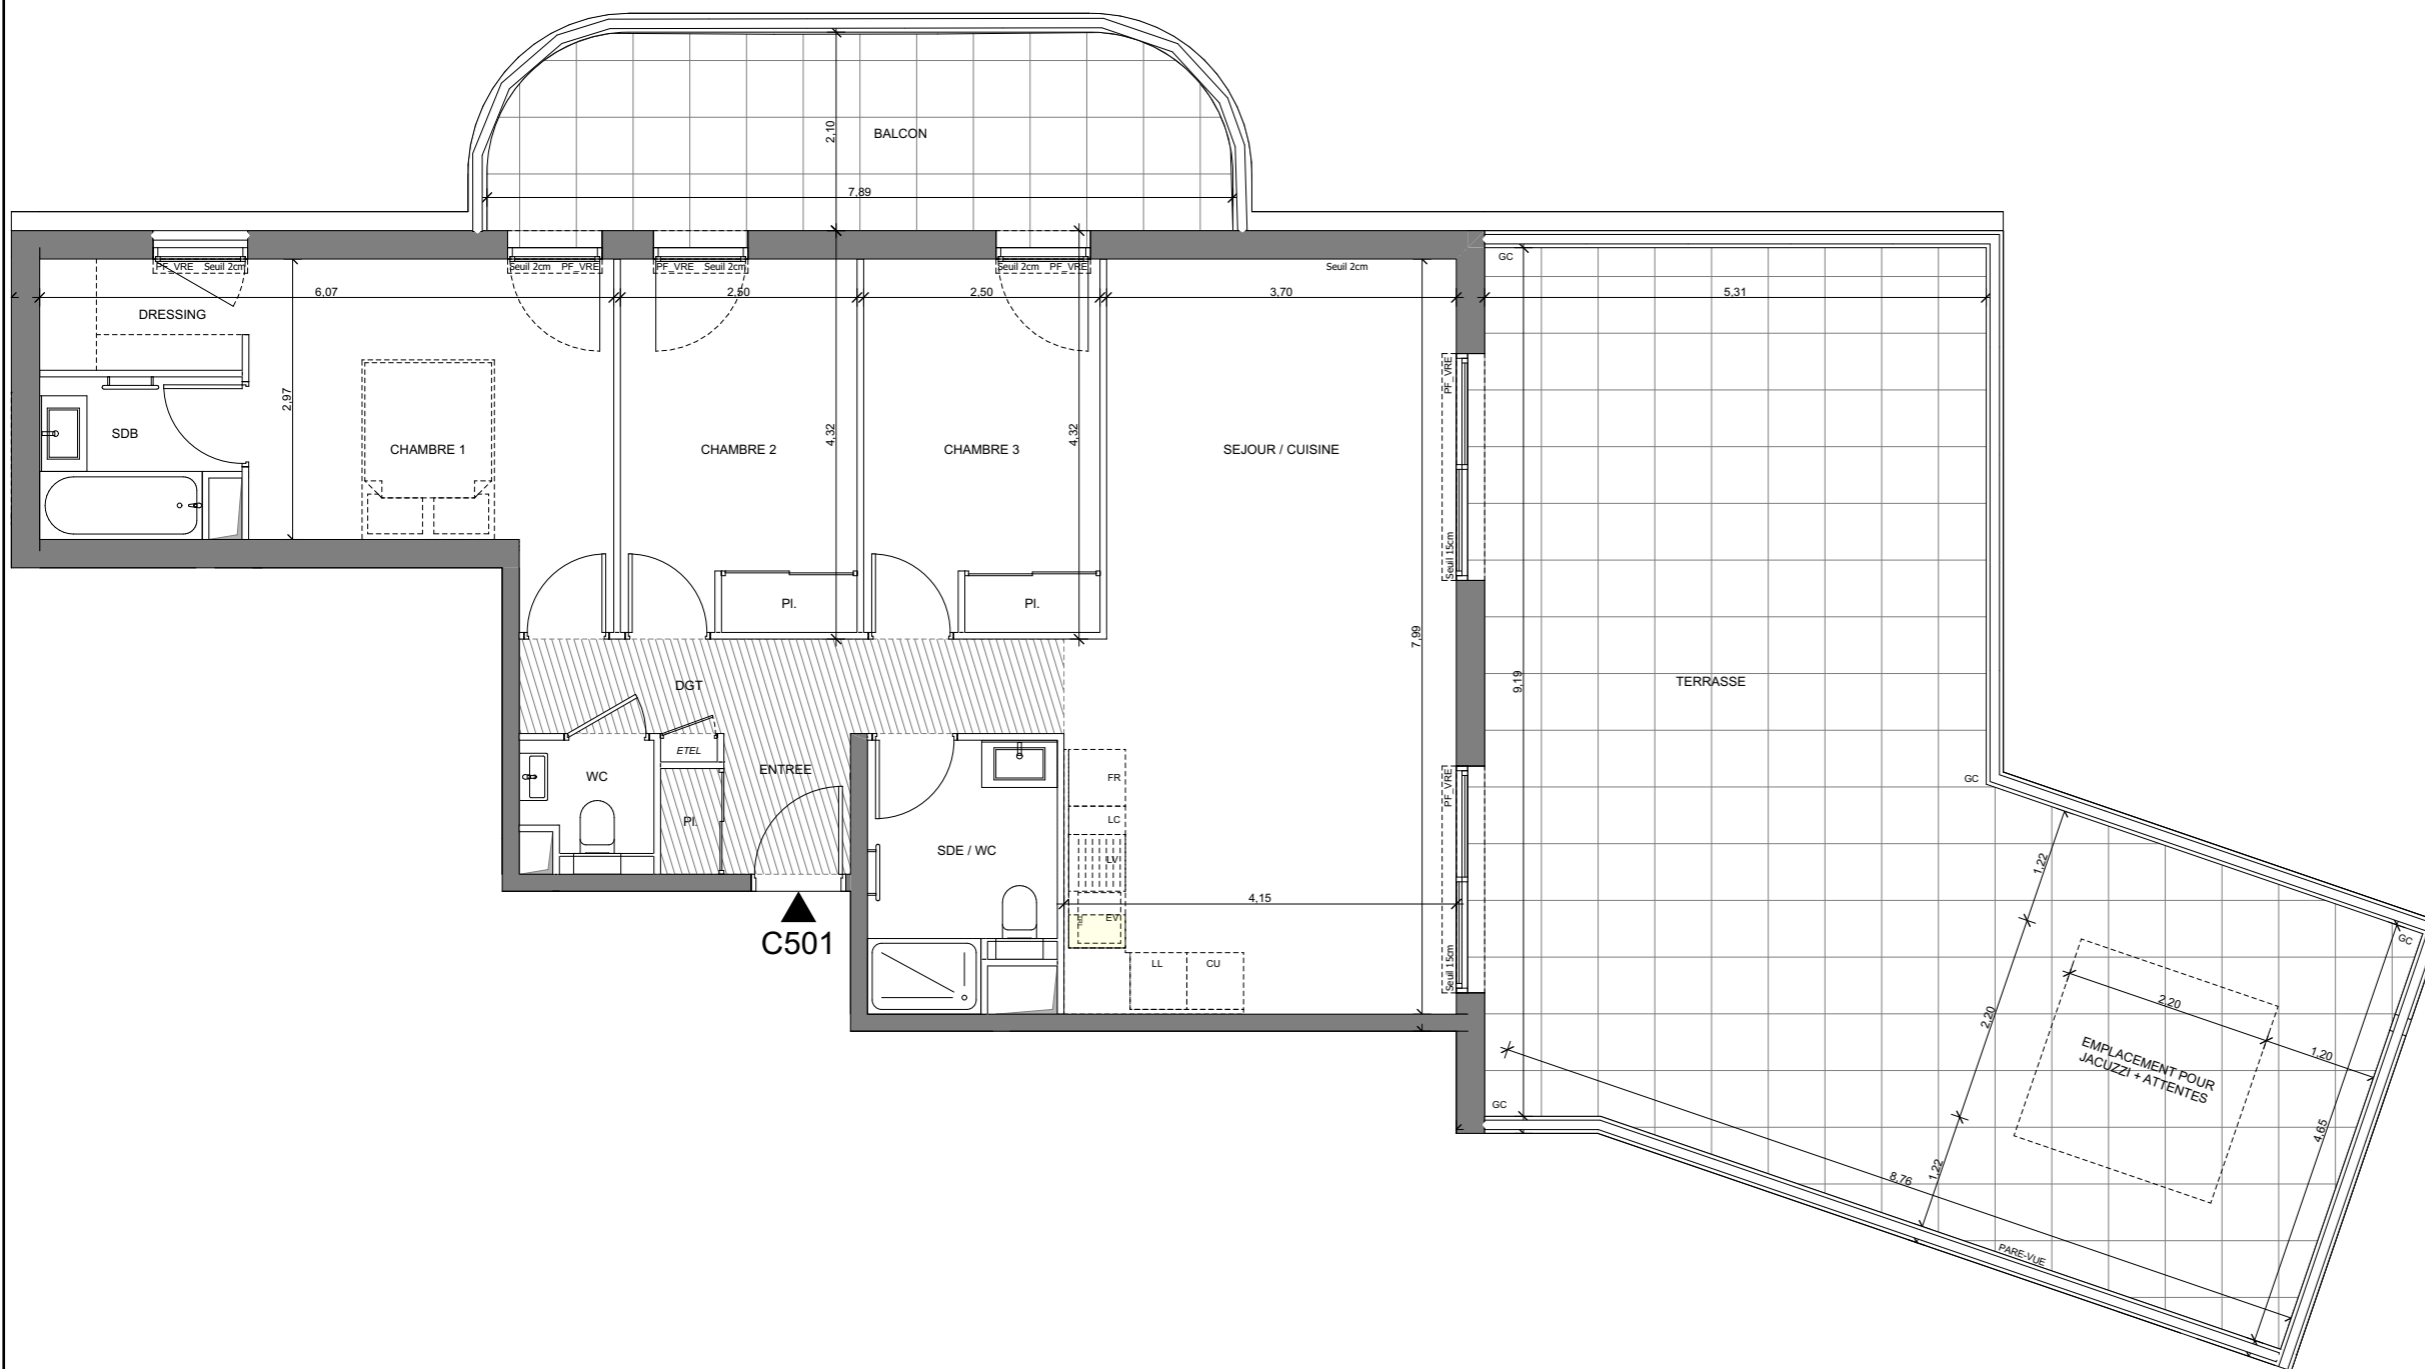 2,10
BALCON
7,89
PF_VRE Seuil 2cm
Seuil 2cm PF_VRE
PF_VRE Seuil 2cm
Seuil 2cm PF_VRE
Seuil 2cm
GC
6,07
2,50
2,50
3,70
5,31
DRESSING
2,97
SDB
CHAMBRE 1
CHAMBRE 2
4,32
CHAMBRE 3
4,32
SEJOUR / CUISINE
PF_VRE
Seuil 15cm
Pl.
Pl.
7,99
9,19
TERRASSE
DGT
ETEL
ENTREE
WC
Pl.
FR
LC
LV
EVI
F
SDE / WC
PF_VRE
Seuil 15cm
4,15
LL
CU
C501
GC
1,22
GC
2,20
2,20
1,20
EMPLACEMENT POUR
JACUZZI + ATTENTES
GC
4,65
1,22
8,76
PARE-VUE